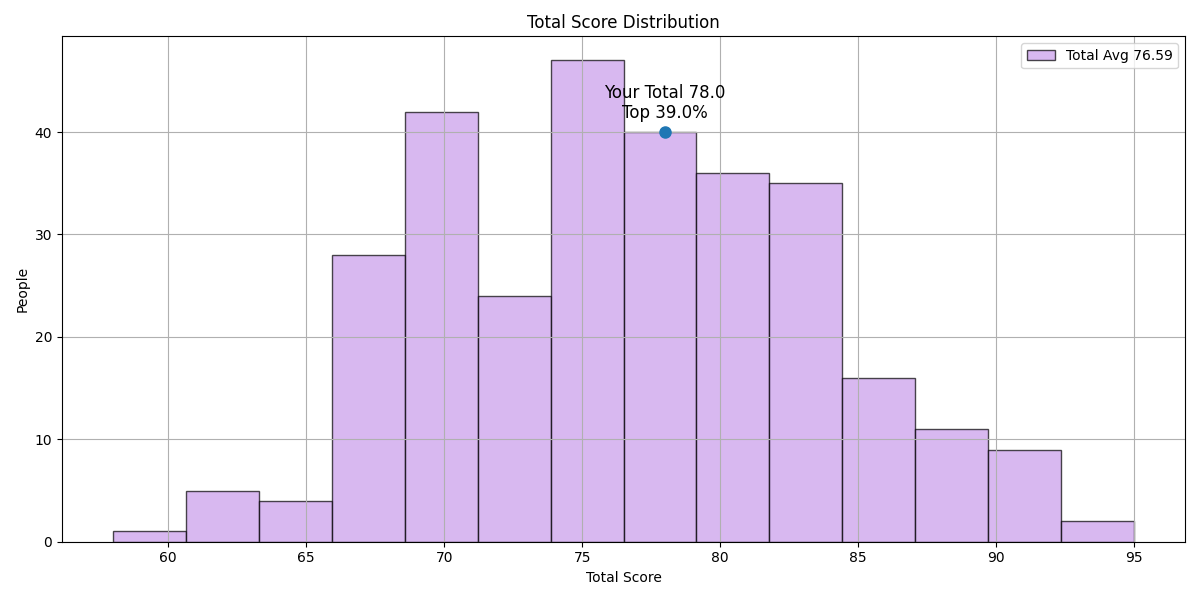 Total Score Distribution
Total Avg 76.59
Your Total 78.0
Top 39.0%
People
40
30
20
10
0
60 65 70 75 80 85 90 95
Total Score